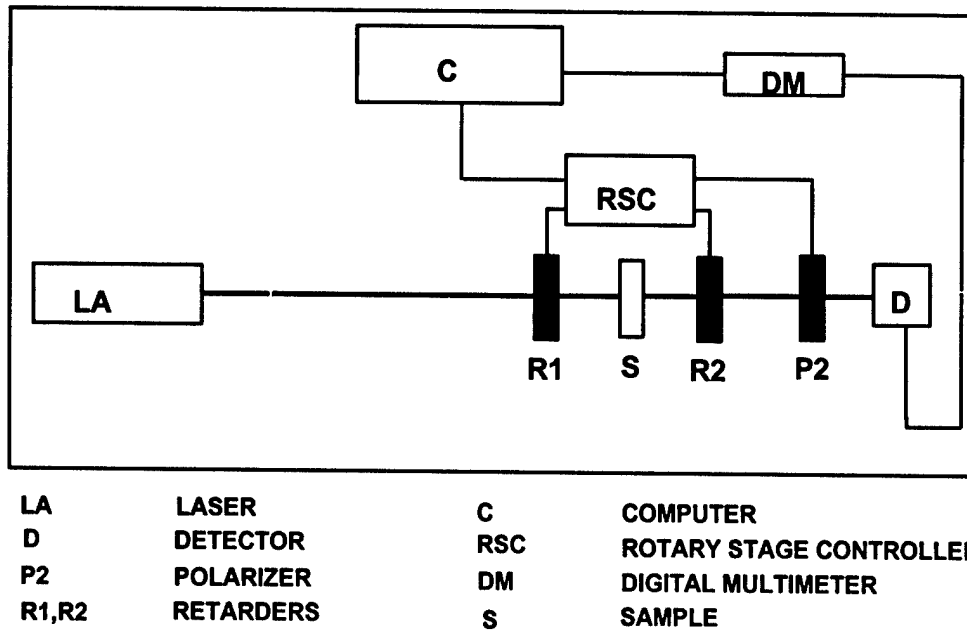 C
DM
RSC
LA
D
R1
S
R2
P2
LA LASER
D DETECTOR
P2 POLARIZER
R1,R2 RETARDERS
C COMPUTER
RSC ROTARY STAGE CONTROLLER
DM DIGITAL MULTIMETER
S SAMPLE